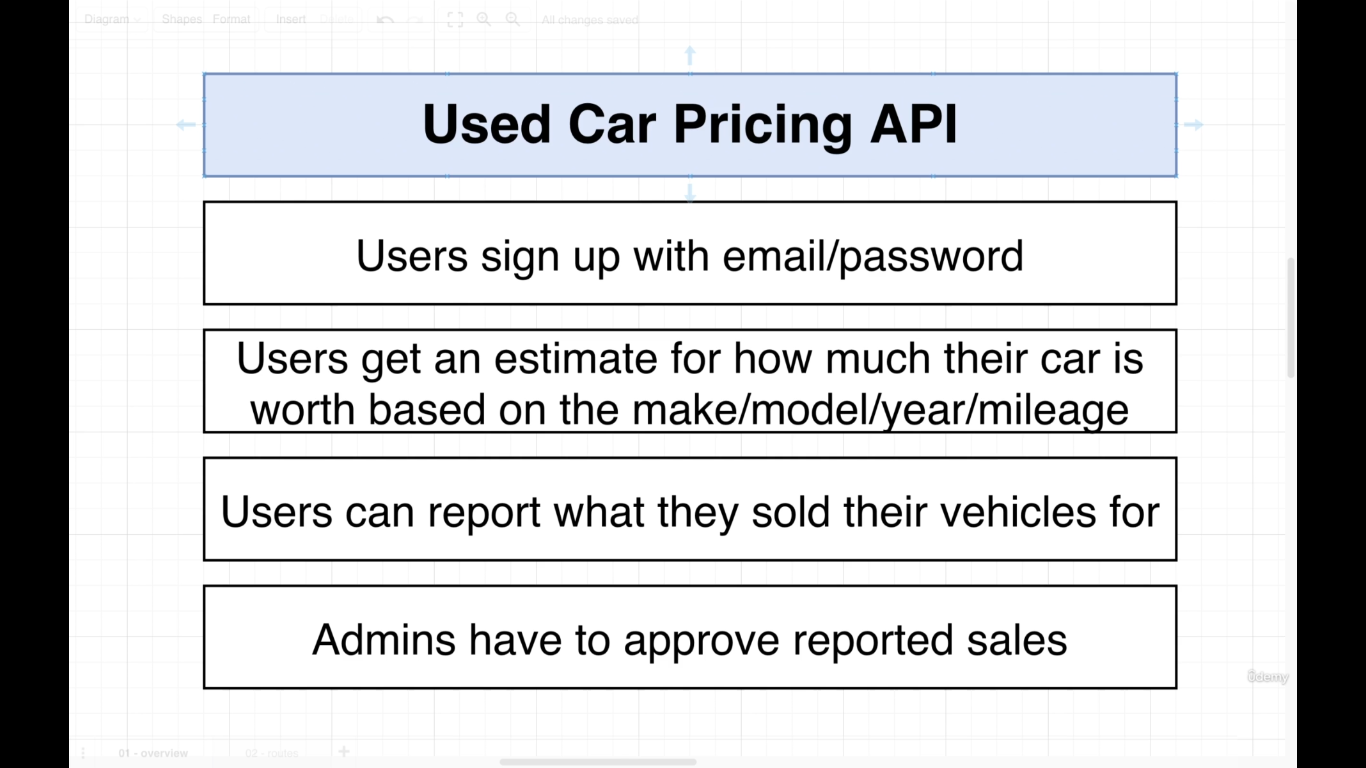 Diagram Shapes Format Insert All changes saved
Used Car Pricing API
Users sign up with email/password
Users get an estimate for how much their car is
worth based on the make/model/year/mileage
Users can report what they sold their vehicles for
Admins have to approve reported sales
ûdemy
01 - overview 02 - routes